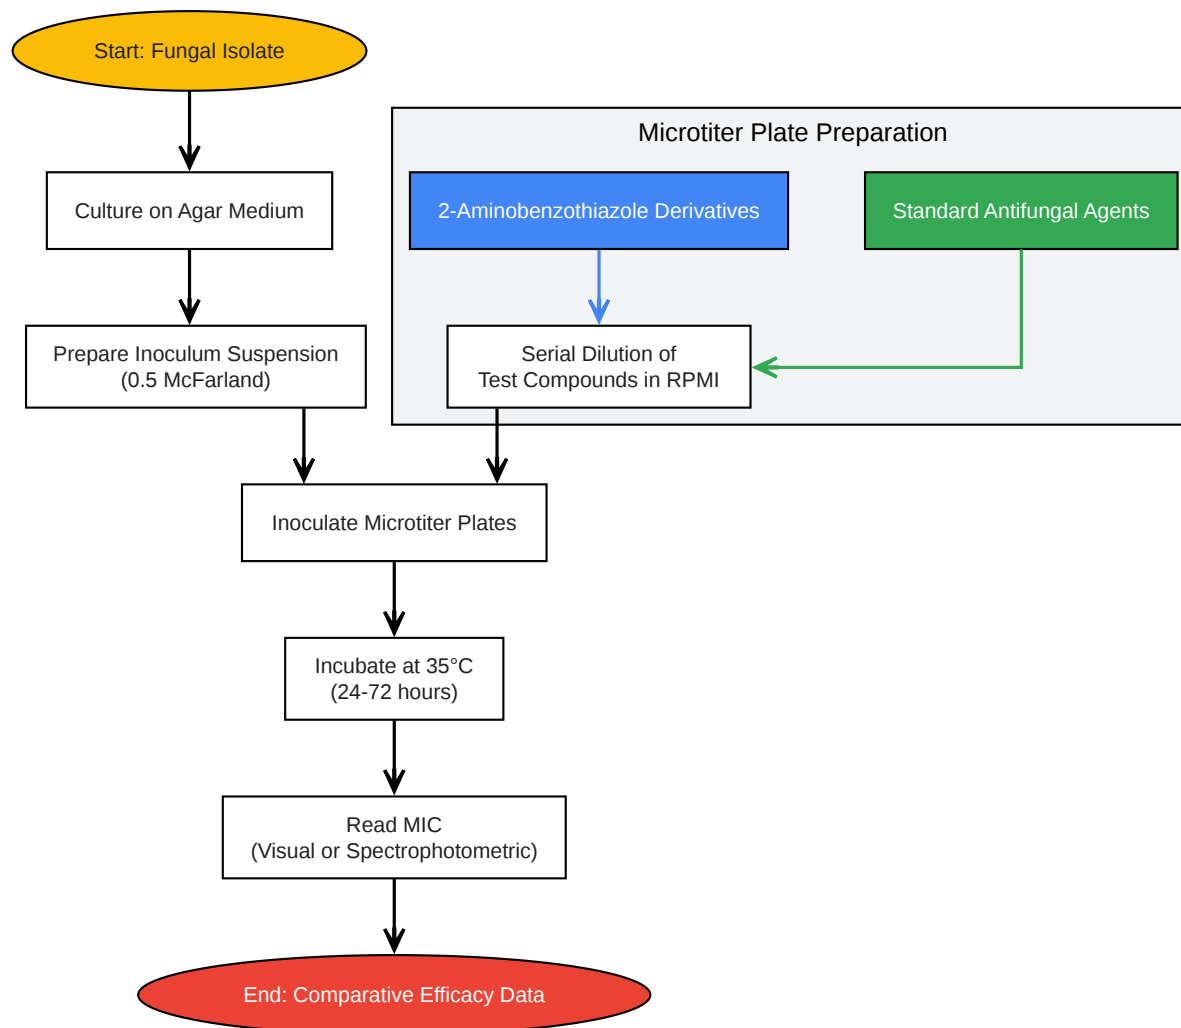 Start: Fungal Isolate
Microtiter Plate Preparation
Culture on Agar Medium
2-Aminobenzothiazole Derivatives
Standard Antifungal Agents
Prepare Inoculum Suspension
(0.5 McFarland)
Serial Dilution of
Test Compounds in RPMI
Inoculate Microtiter Plates
Incubate at 35°C
(24-72 hours)
Read MIC
(Visual or Spectrophotometric)
End: Comparative Efficacy Data